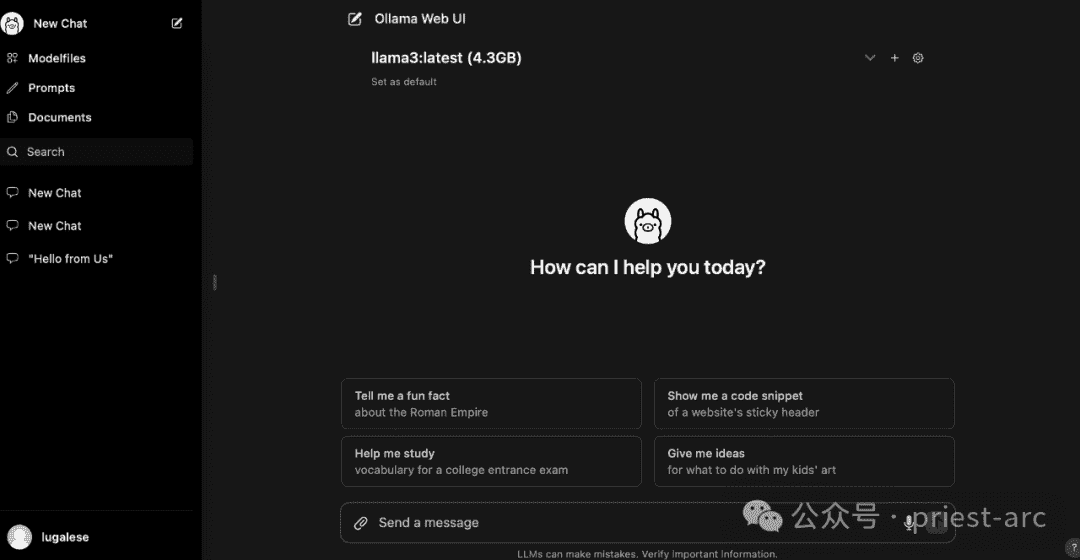 New Chat
Modelfiles
Prompts
Documents
Search
New Chat
New Chat
"Hello from Us"
lugalese
Ollama Web UI
llama3:latest (4.3GB)
Set as default
How can I help you today?
Tell me a fun fact
about the Roman Empire
Show me a code snippet
of a website's sticky header
Help me study
vocabulary for a college entrance exam
Give me ideas
for what to do with my kids' art
Send a message
公众号 · priest-arc
LLMs can make mistakes. Verify important information.
?